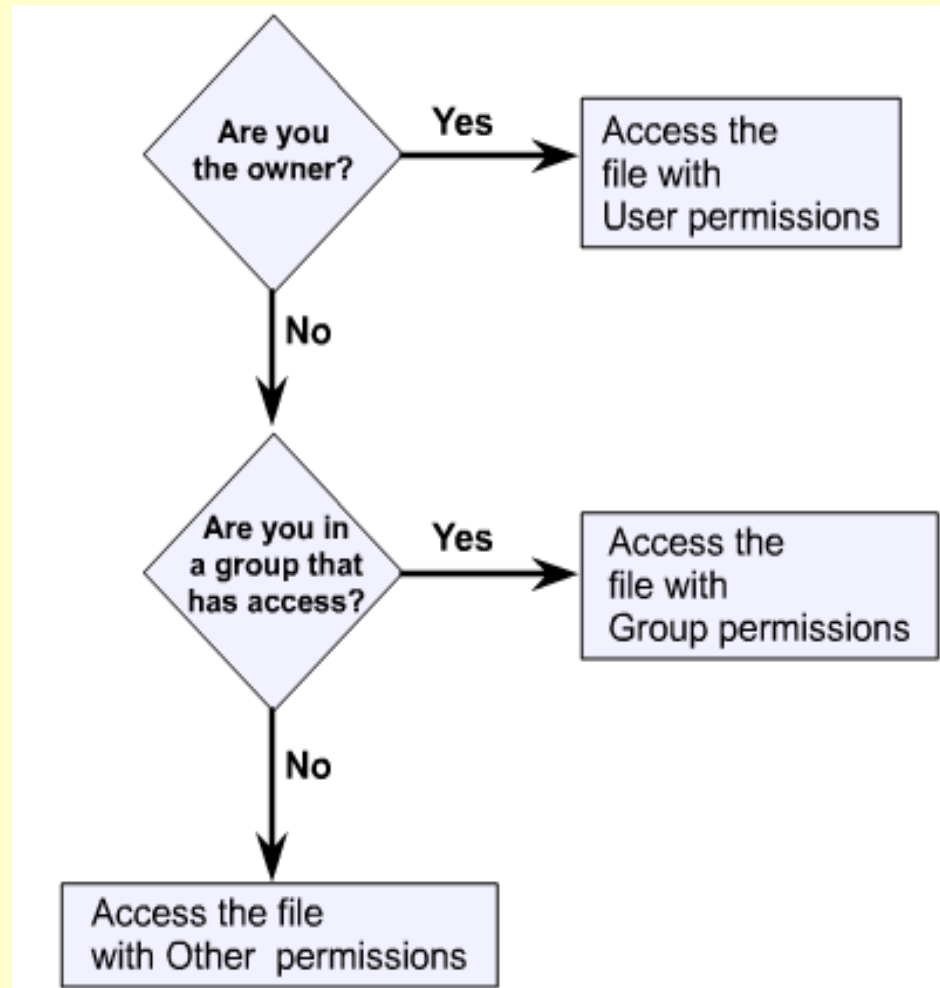 Are you
the owner?
Yes
Access the
file with
User permissions
No
Are you in
a group that
has access?
Yes
Access the
file with
Group permissions
No
Access the file
with Other permissions